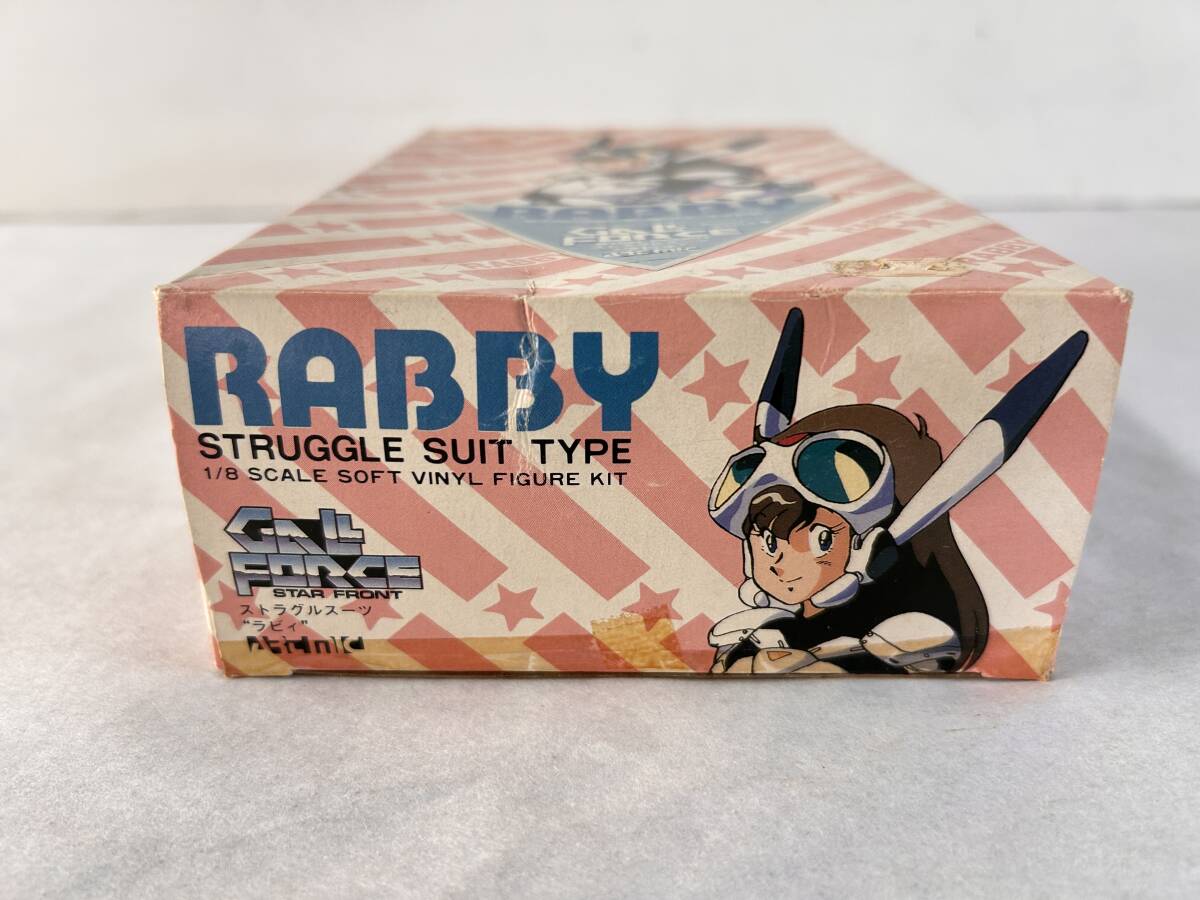 RABBY
GALL
FORCE
RABBY
STRUGGLE SUIT TYPE
1/8 SCALE SOFT VINYL FIGURE KIT
GALL
FORCE
STAR FRONT
ストラグルスーツ
“ラビィ”